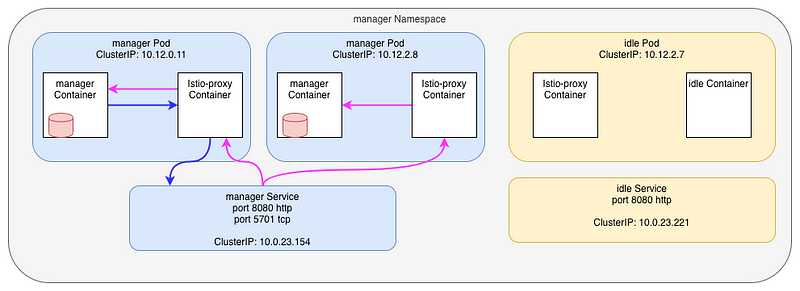 manager Namespace
manager Pod
ClusterIP: 10.12.0.11
manager
Container
Istio-proxy
Container
manager Pod
ClusterIP: 10.12.2.8
manager
Container
Istio-proxy
Container
idle Pod
ClusterIP: 10.12.2.7
Istio-proxy
Container
idle Container
manager Service
port 8080 http
port 5701 tcp
ClusterIP: 10.0.23.154
idle Service
port 8080 http
ClusterIP: 10.0.23.221